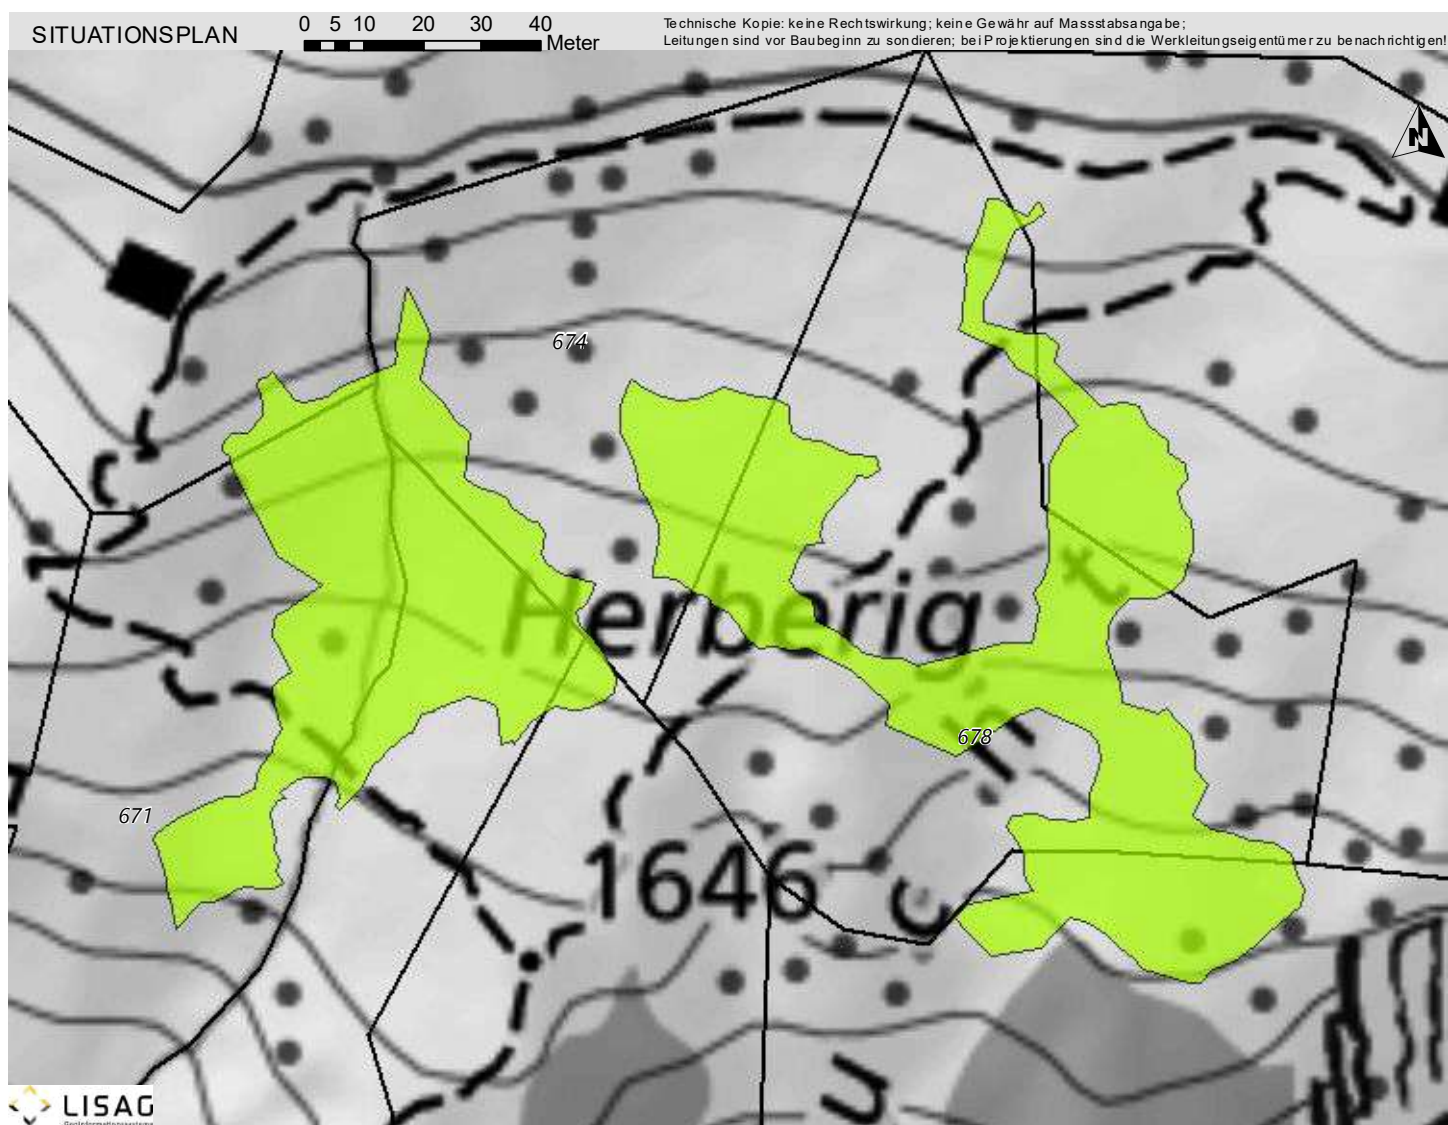 SITUATIONSPLAN
0 5 10 20 30 40
Meter
Technische Kopie: keine Rechtswirkung; keine Gewähr auf Massstabsangabe;
Leitungen sind vor Baubeginn zu sondieren; bei Projektierungen sind die Werkleitungseigentümer zu benachrichtigen!
N
674
Herberig
678
671
1646
u
LISAG
Geoinformationssysteme